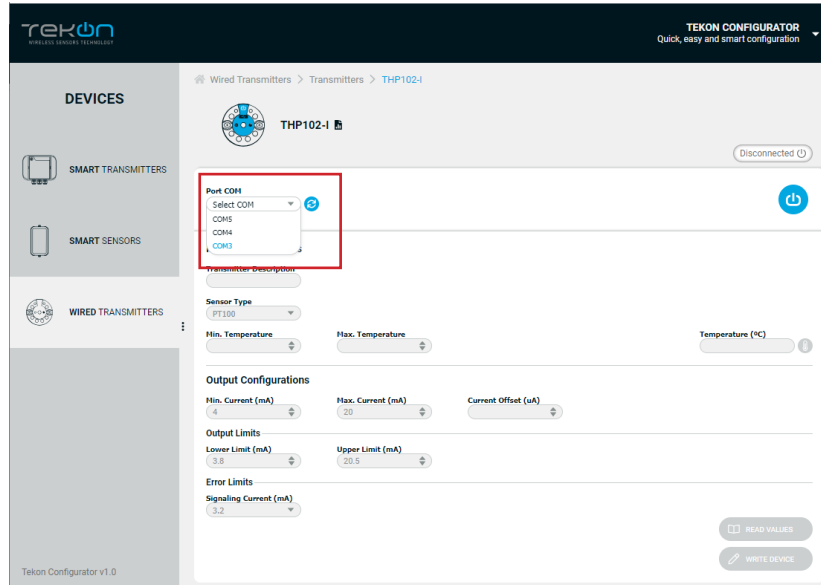 Tekon
WIRELESS SENSORS TECHNOLOGY
TEKON CONFIGURATOR
Quick, easy and smart configuration
DEVICES
SMART TRANSMITTERS
SMART SENSORS
WIRED TRANSMITTERS
Tekon Configurator v1.0
Wired Transmitters > Transmitters > THP102-I
THP102-I
Disconnected
Port COM
Select COM
COM5
COM4
COM3
Transmitter Description
Sensor Type
PT100
Min. Temperature
Max. Temperature
Temperature (ºC)
Output Configurations
Min. Current (mA)
Max. Current (mA)
Current Offset (uA)
4
20
Output Limits
Lower Limit (mA)
Upper Limit (mA)
3.8
20.5
Error Limits
Signaling Current (mA)
3.2
READ VALUES
WRITE DEVICE